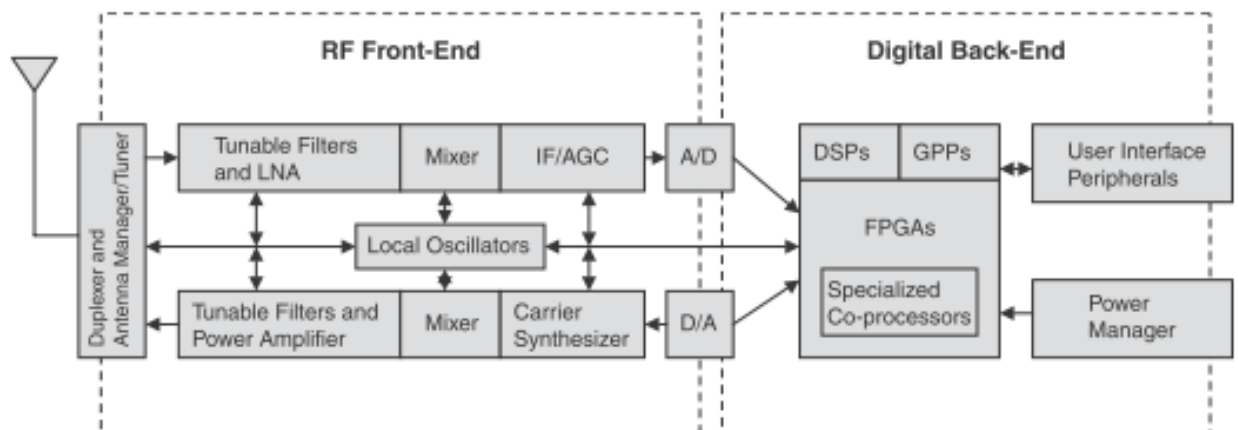 RF Front-End
Digital Back-End
Duplexer and
Antenna Manager/Tuner
Tunable Filters
and LNA
Mixer
IF/AGC
A/D
DSPs
GPPs
User Interface
Peripherals
Local Oscillators
FPGAs
Tunable Filters and
Power Amplifier
Mixer
Carrier
Synthesizer
D/A
Specialized
Co-processors
Power
Manager